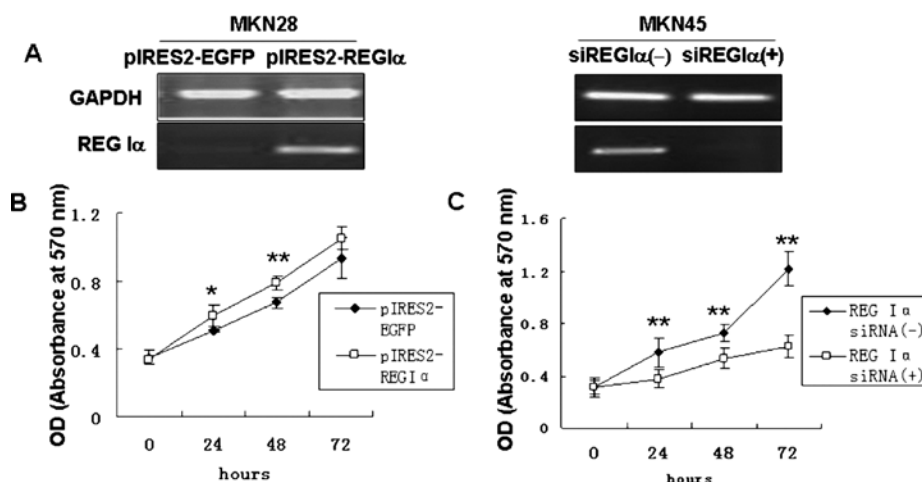 MKN28
MKN45
A
pIRES2-EGFP pIRES2-REGIα
siREGIα(-) siREGIα(+)
GAPDH
REG Iα
B
C
OD (Absorbance at 570 nm)
1.2
0.8
0.4
0
*
**
0 24 48 72
hours
pIRES2-
EGFP
pIRES2-
REGIα
OD (Absorbance at 570 nm)
1.6
1.2
0.8
0.4
0
**
**
**
0 24 48 72
hours
REG Iα
siRNA(-)
REG Iα
siRNA(+)